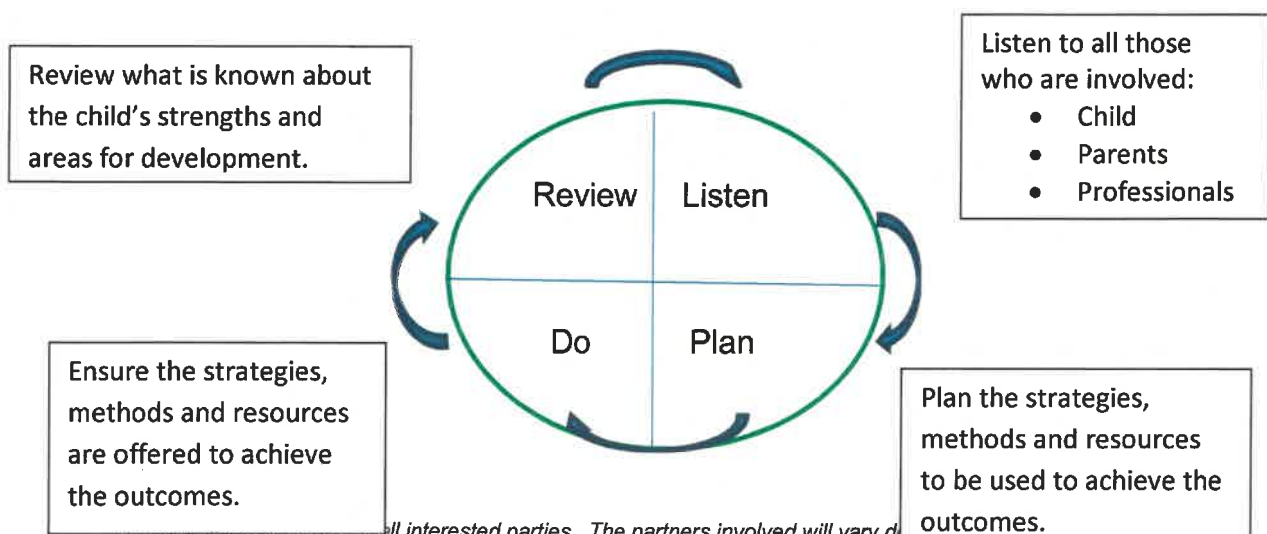 Review what is known about
the child's strengths and
areas for development.
Listen to all those
who are involved:
• Child
• Parents
• Professionals
Review
Listen
Do
Plan
Ensure the strategies,
methods and resources
are offered to achieve
the outcomes.
Plan the strategies,
methods and resources
to be used to achieve the
outcomes.
interested parties. The partners involved will vary